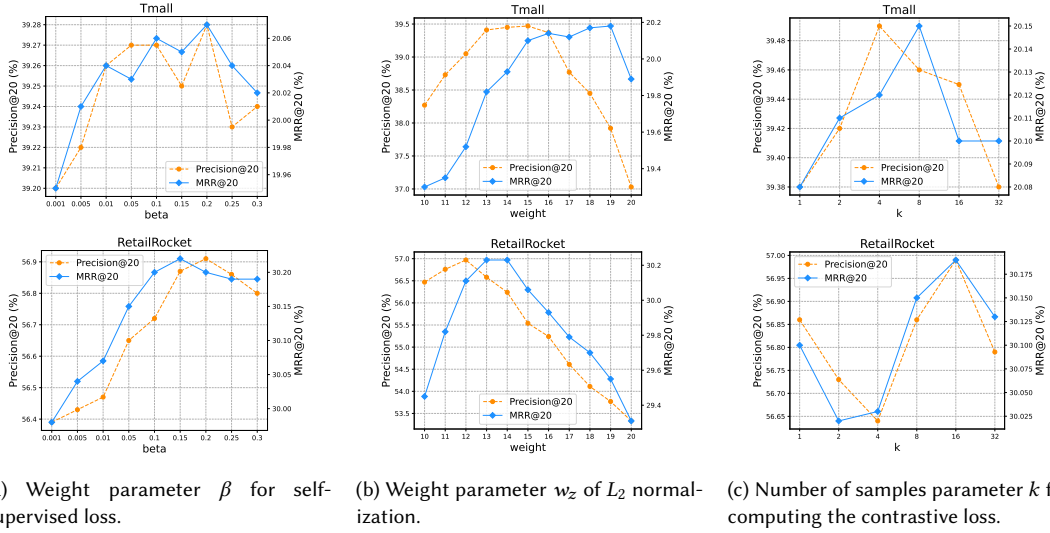 Tmall
39.28
39.27
39.26
39.25
39.24
39.23
39.22
39.21
39.20
Precision@20 (%)
20.06
20.04
20.02
20.00
19.98
19.96
MRR@20 (%)
Precision@20
MRR@20
0.001 0.005 0.01 0.05 0.1 0.15 0.2 0.25 0.3
beta
Tmall
39.5
39.0
38.5
38.0
37.5
37.0
Precision@20 (%)
20.2
20.0
19.8
19.6
19.4
MRR@20 (%)
Precision@20
MRR@20
10 11 12 13 14 15 16 17 18 19 20
weight
Tmall
39.48
39.46
39.44
39.42
39.40
39.38
Precision@20 (%)
20.15
20.14
20.13
20.12
20.11
20.10
20.09
20.08
MRR@20 (%)
Precision@20
MRR@20
1 2 4 8 16 32
k
RetailRocket
56.9
56.8
56.7
56.6
56.5
56.4
Precision@20 (%)
30.20
30.15
30.10
30.05
30.00
MRR@20 (%)
Precision@20
MRR@20
0.001 0.005 0.01 0.05 0.1 0.15 0.2 0.25 0.3
beta
RetailRocket
57.0
56.5
56.0
55.5
55.0
54.5
54.0
53.5
Precision@20 (%)
30.2
30.0
29.8
29.6
29.4
MRR@20 (%)
Precision@20
MRR@20
10 11 12 13 14 15 16 17 18 19 20
weight
RetailRocket
57.00
56.95
56.90
56.85
56.80
56.75
56.70
56.65
Precision@20 (%)
30.175
30.150
30.125
30.100
30.075
30.050
30.025
MRR@20 (%)
Precision@20
MRR@20
1 2 4 8 16 32
k
) Weight parameter β for self-
upervised loss.
(b) Weight parameter w_z of L_2 normal-
ization.
(c) Number of samples parameter k f
computing the contrastive loss.